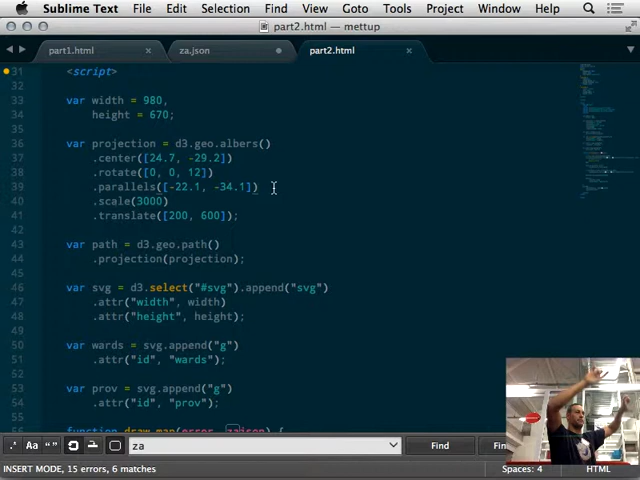 Sublime Text File Edit Selection Find View Goto Tools Project Window Help
part2.html — mettup
part1.html za.json part2.html
31 <script>
32
33 var width = 980,
34 height = 670;
35
36 var projection = d3.geo.albers()
37 .center([24.7, -29.2])
38 .rotate([0, 0, 12])
39 .parallels([-22.1, -34.1])
40 .scale(3000)
41 .translate([200, 600]);
42
43 var path = d3.geo.path()
44 .projection(projection);
45
46 var svg = d3.select("#svg").append("svg")
47 .attr("width", width)
48 .attr("height", height);
49
50 var wards = svg.append("g")
51 .attr("id", "wards");
52
53 var prov = svg.append("g")
54 .attr("id", "prov");
55
56 function draw_map(error, zajson) {
.* Aa “” za Find
INSERT MODE, 15 errors, 6 matches Spaces: 4 HTML